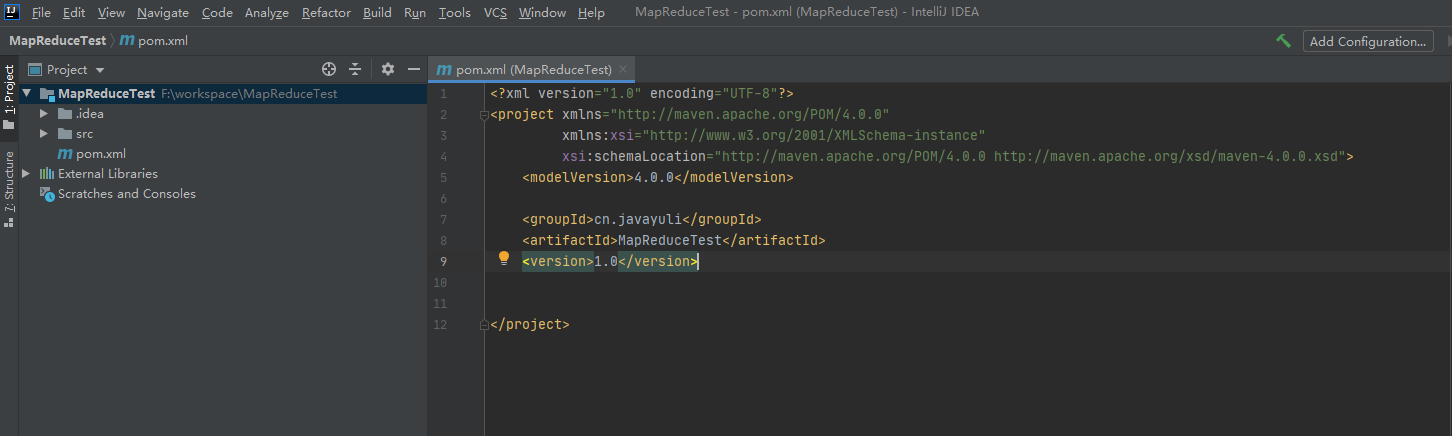 File Edit View Navigate Code Analyze Refactor Build Run Tools VCS Window Help MapReduceTest - pom.xml (MapReduceTest) - IntelliJ IDEA
MapReduceTest pom.xml Add Configuration...
1: Project
7: Structure
Project
MapReduceTest F:\workspace\MapReduceTest
.idea
src
pom.xml
External Libraries
Scratches and Consoles
pom.xml (MapReduceTest)
1 <?xml version="1.0" encoding="UTF-8"?>
2 <project xmlns="http://maven.apache.org/POM/4.0.0"
3 xmlns:xsi="http://www.w3.org/2001/XMLSchema-instance"
4 xsi:schemaLocation="http://maven.apache.org/POM/4.0.0 http://maven.apache.org/xsd/maven-4.0.0.xsd">
5 <modelVersion>4.0.0</modelVersion>
6
7 <groupId>cn.javayuli</groupId>
8 <artifactId>MapReduceTest</artifactId>
9 <version>1.0</version>
10
11
12 </project>